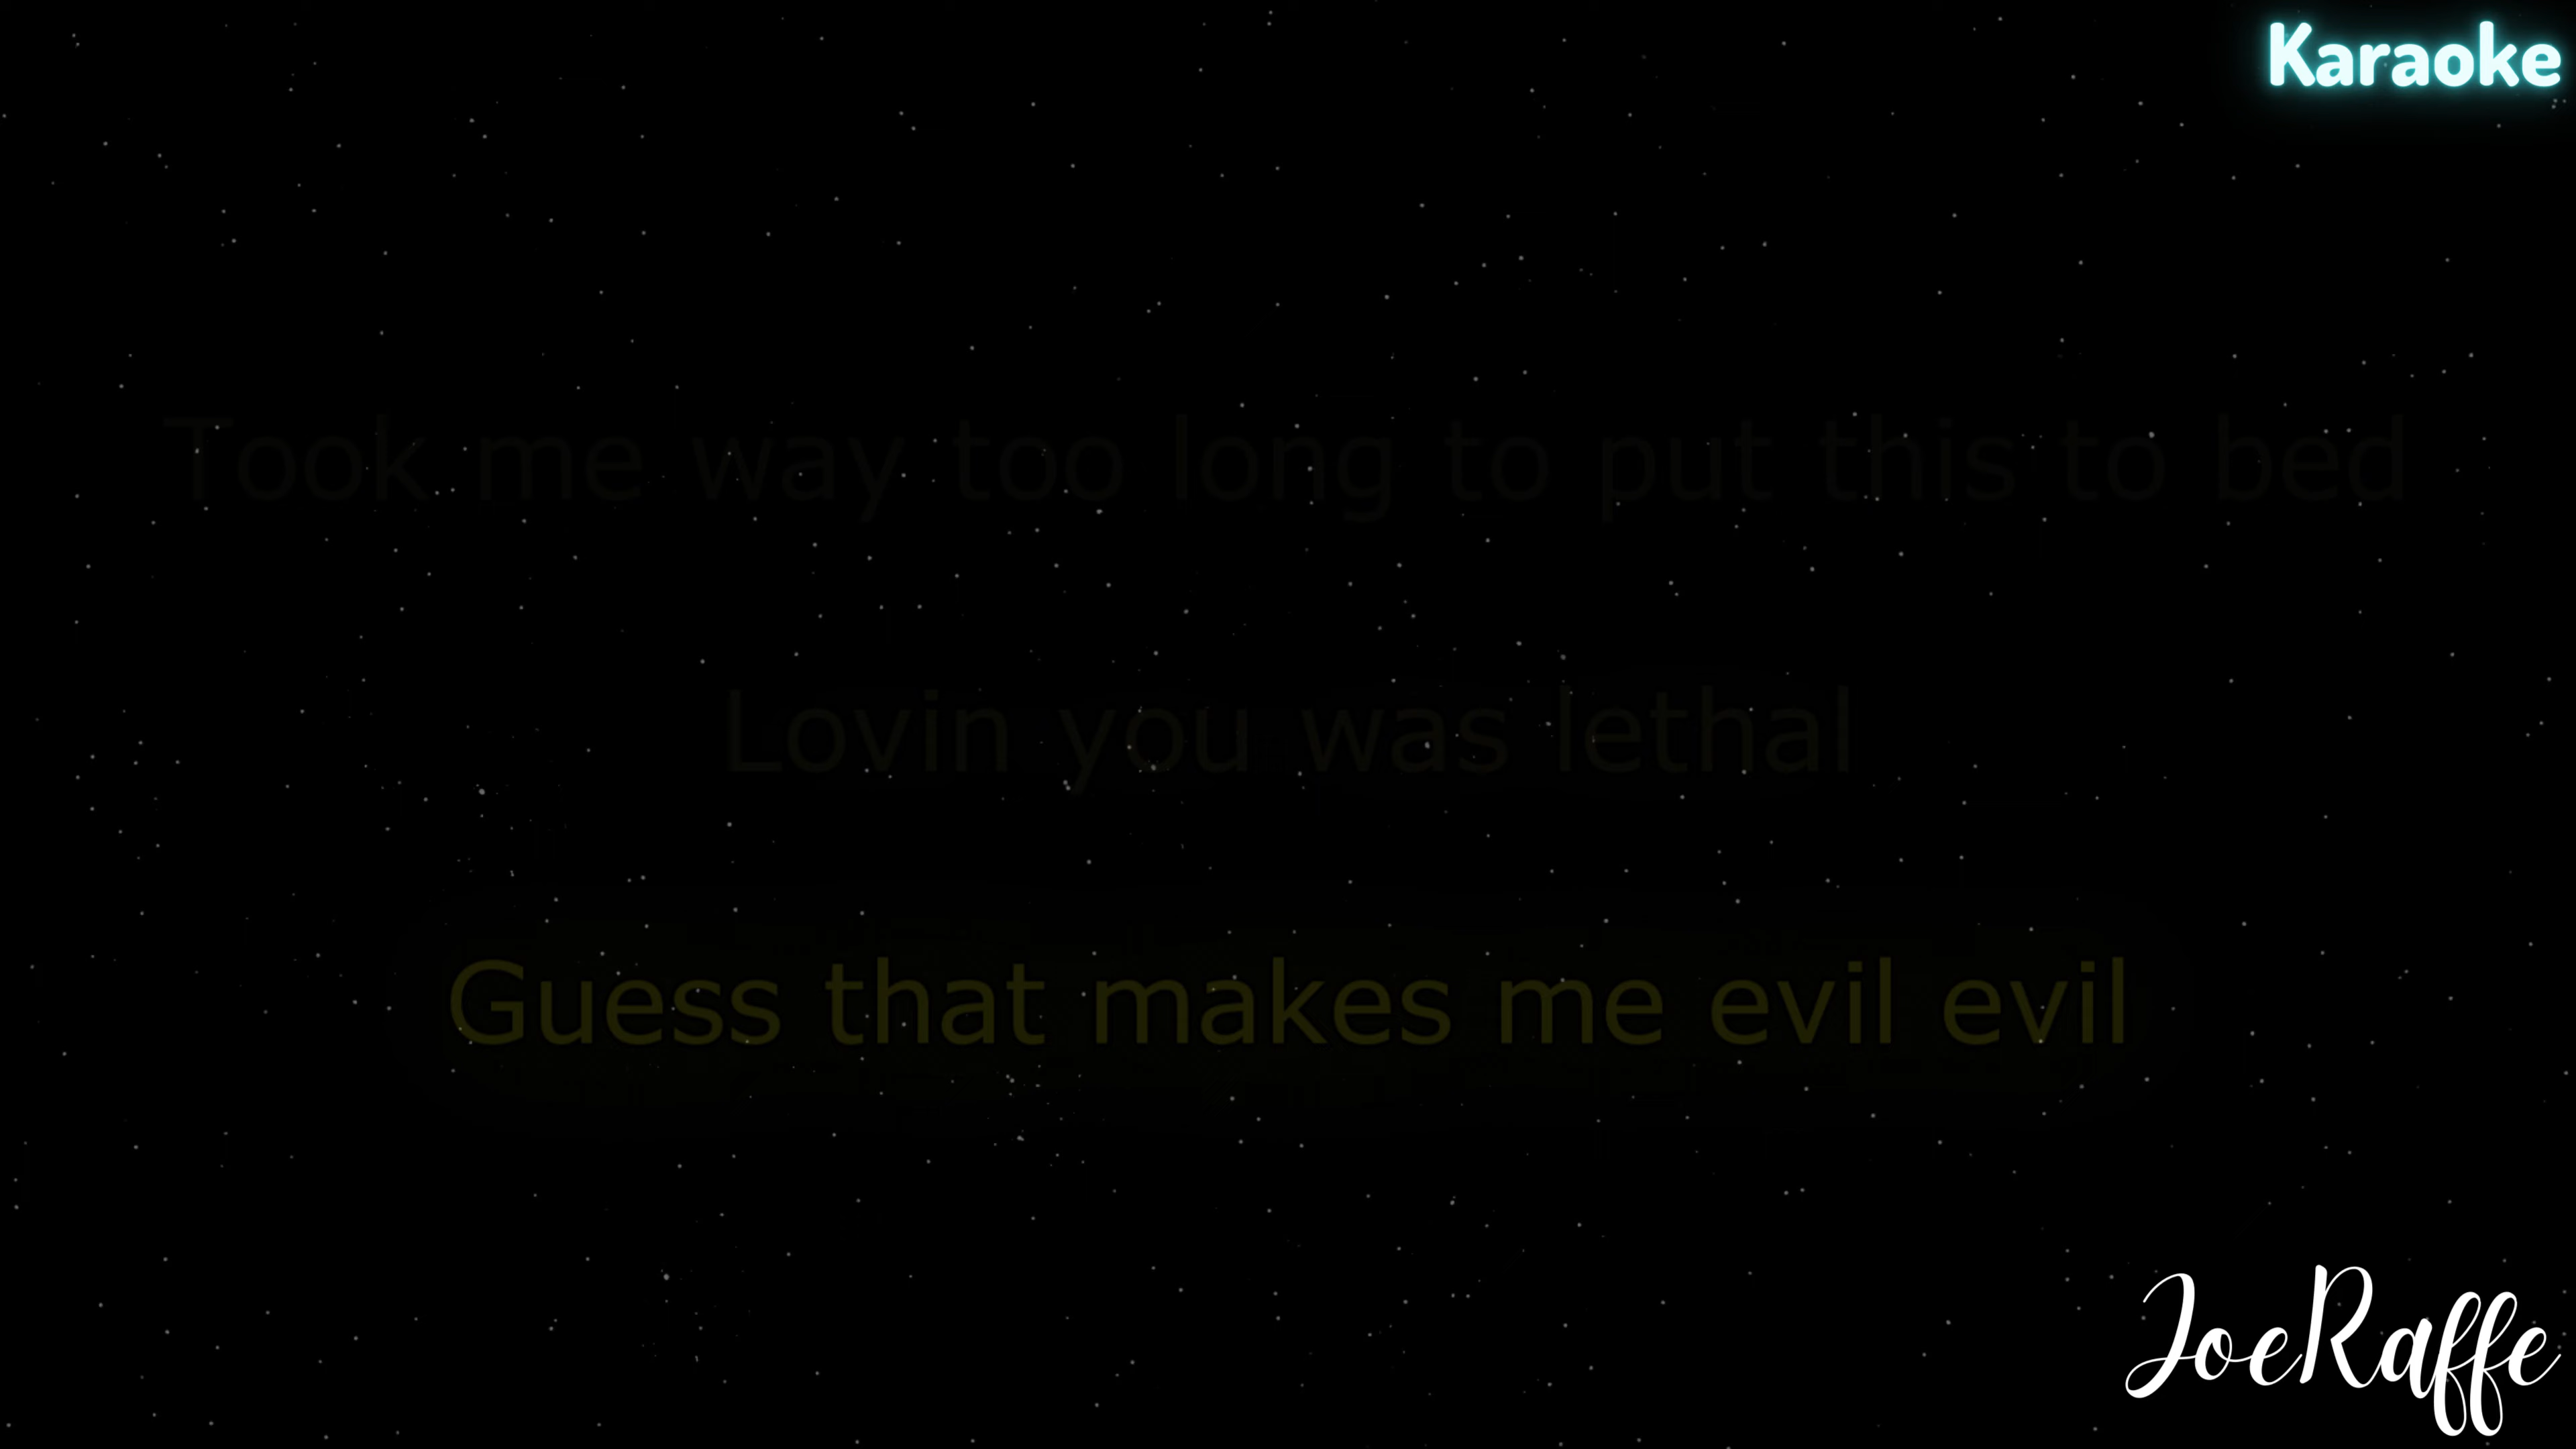 Karaoke
Took me way too long to put this to bed
Lovin you was lethal
Guess that makes me evil evil
JoeRaffe